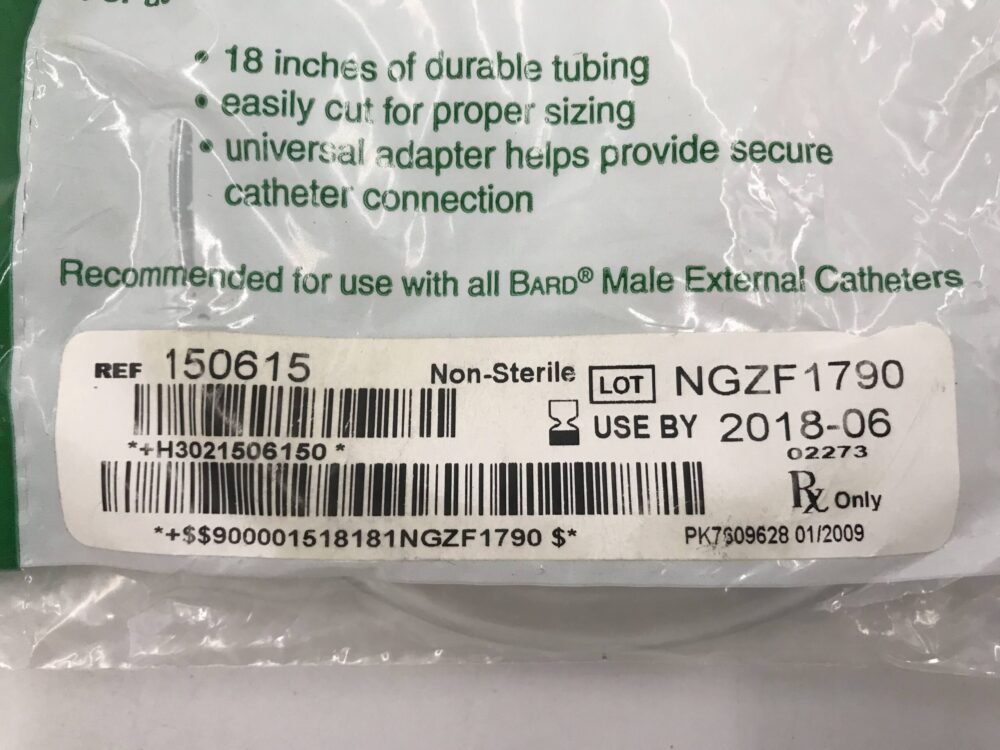 • 18 inches of durable tubing
• easily cut for proper sizing
• universal adapter helps provide secure
catheter connection
Recommended for use with all BARD® Male External Catheters
REF 150615 Non-Sterile LOT NGZF1790
USE BY 2018-06
*+H3021506150 *
02273
Rx Only
*+$$900001518181NGZF1790 $*
PK7609628 01/2009